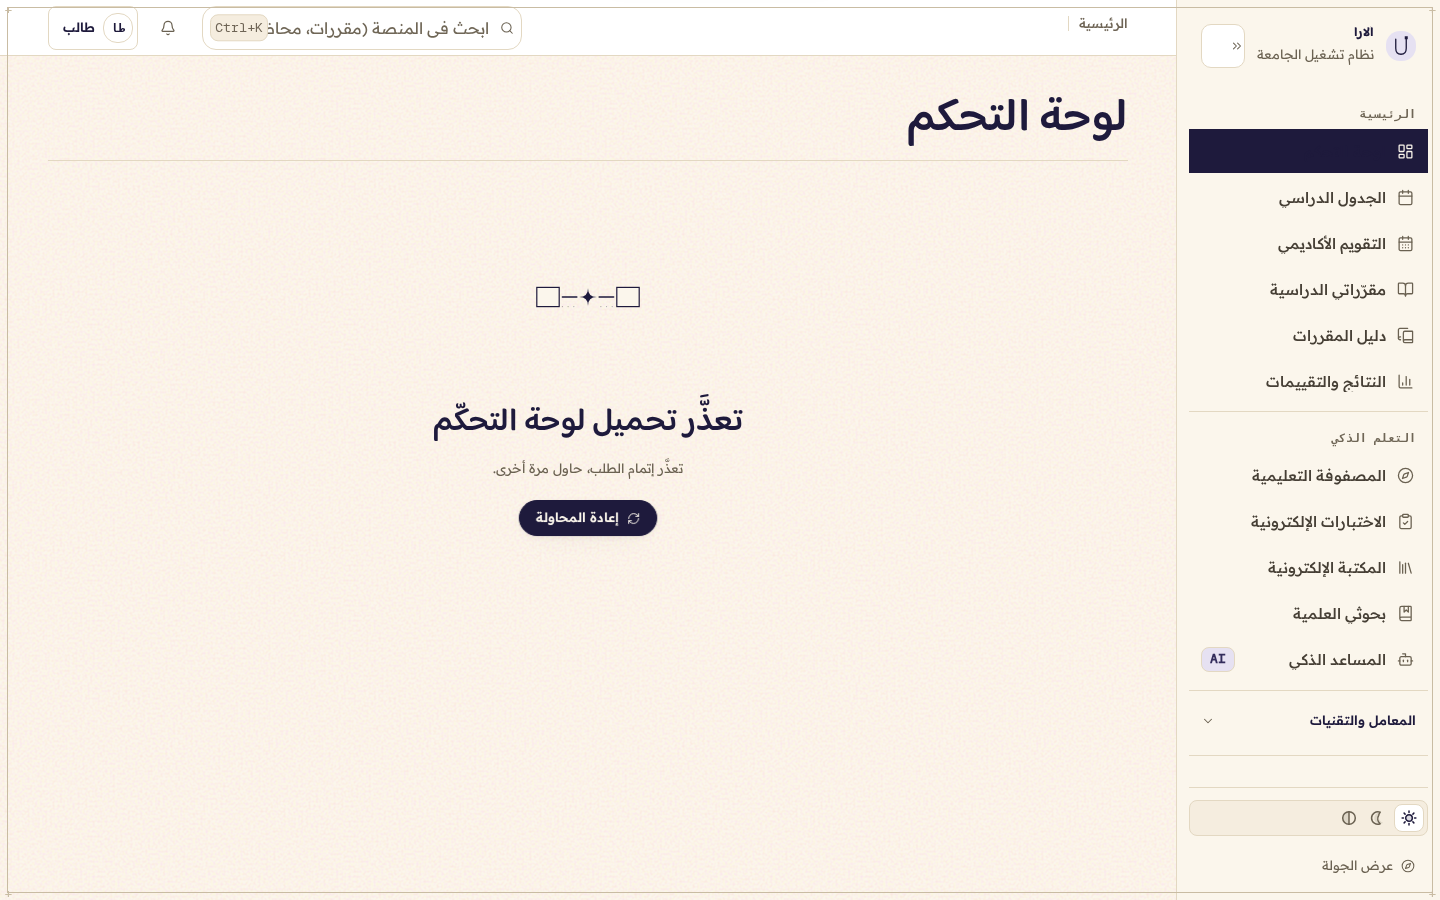 الارا
نظام تشغيل الجامعة
الرئيسية
الجدول الدراسي
التقويم الأكاديمي
مقرّراتي الدراسية
دليل المقررات
النتائج والتقييمات
التعلم الذكي
المصفوفة التعليمية
الاختبارات الإلكترونية
المكتبة الإلكترونية
بحوثي العلمية
المساعد الذكي AI
المعامل والتقنيات
عرض الجولة
الرئيسية
ابحث في المنصة (مقررات، محاض Ctrl+K
طا طالب
لوحة التحكم
تعذَّر تحميل لوحة التحكّم
تعذَّر إتمام الطلب، حاول مرة أخرى.
إعادة المحاولة